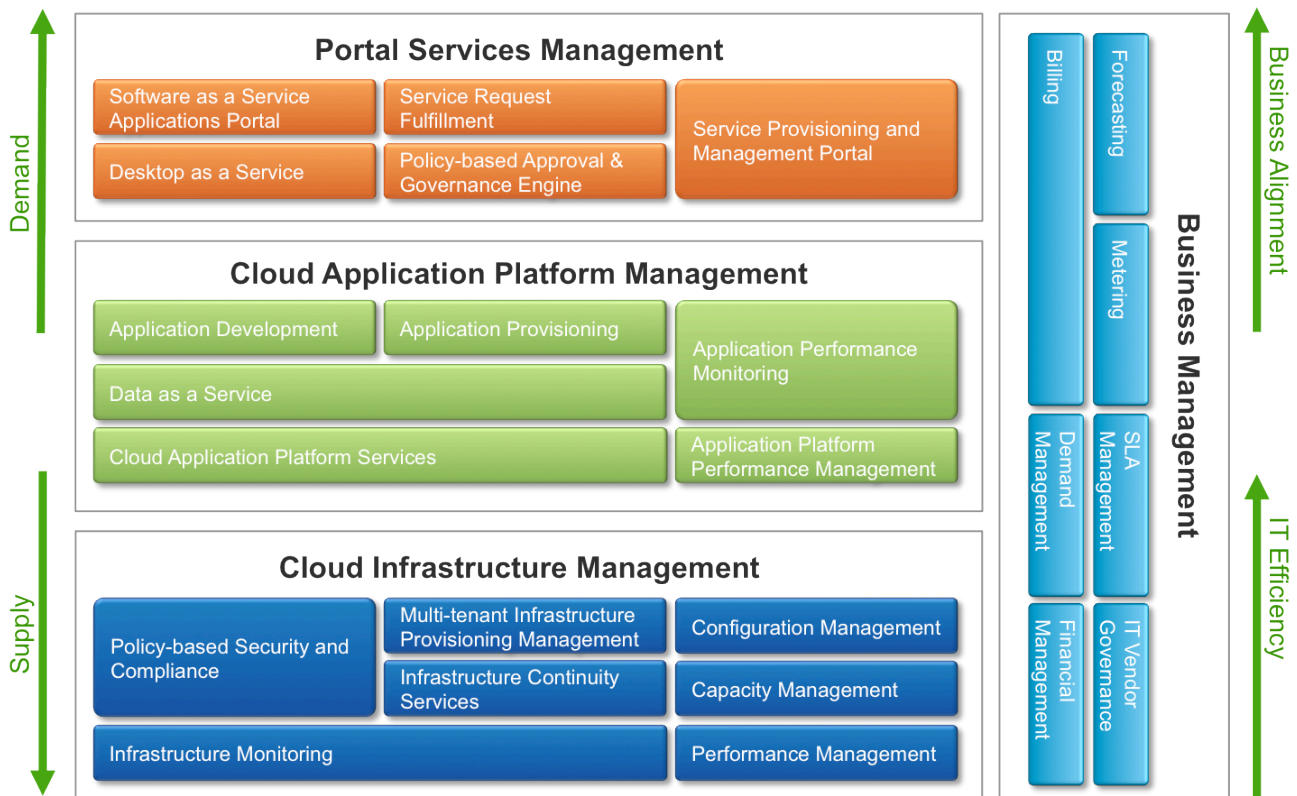 Demand
Supply
Portal Services Management
Software as a Service
Applications Portal
Service Request
Fulfillment
Service Provisioning and
Management Portal
Desktop as a Service
Policy-based Approval &
Governance Engine
Cloud Application Platform Management
Application Development
Application Provisioning
Application Performance
Monitoring
Data as a Service
Cloud Application Platform Services
Application Platform
Performance Management
Cloud Infrastructure Management
Policy-based Security and
Compliance
Multi-tenant Infrastructure
Provisioning Management
Configuration Management
Infrastructure Continuity
Services
Capacity Management
Infrastructure Monitoring
Performance Management
Business Management
Billing
Forecasting
Metering
Demand
Management
SLA
Management
Financial
Management
IT Vendor
Governance
Business Alignment
IT Efficiency